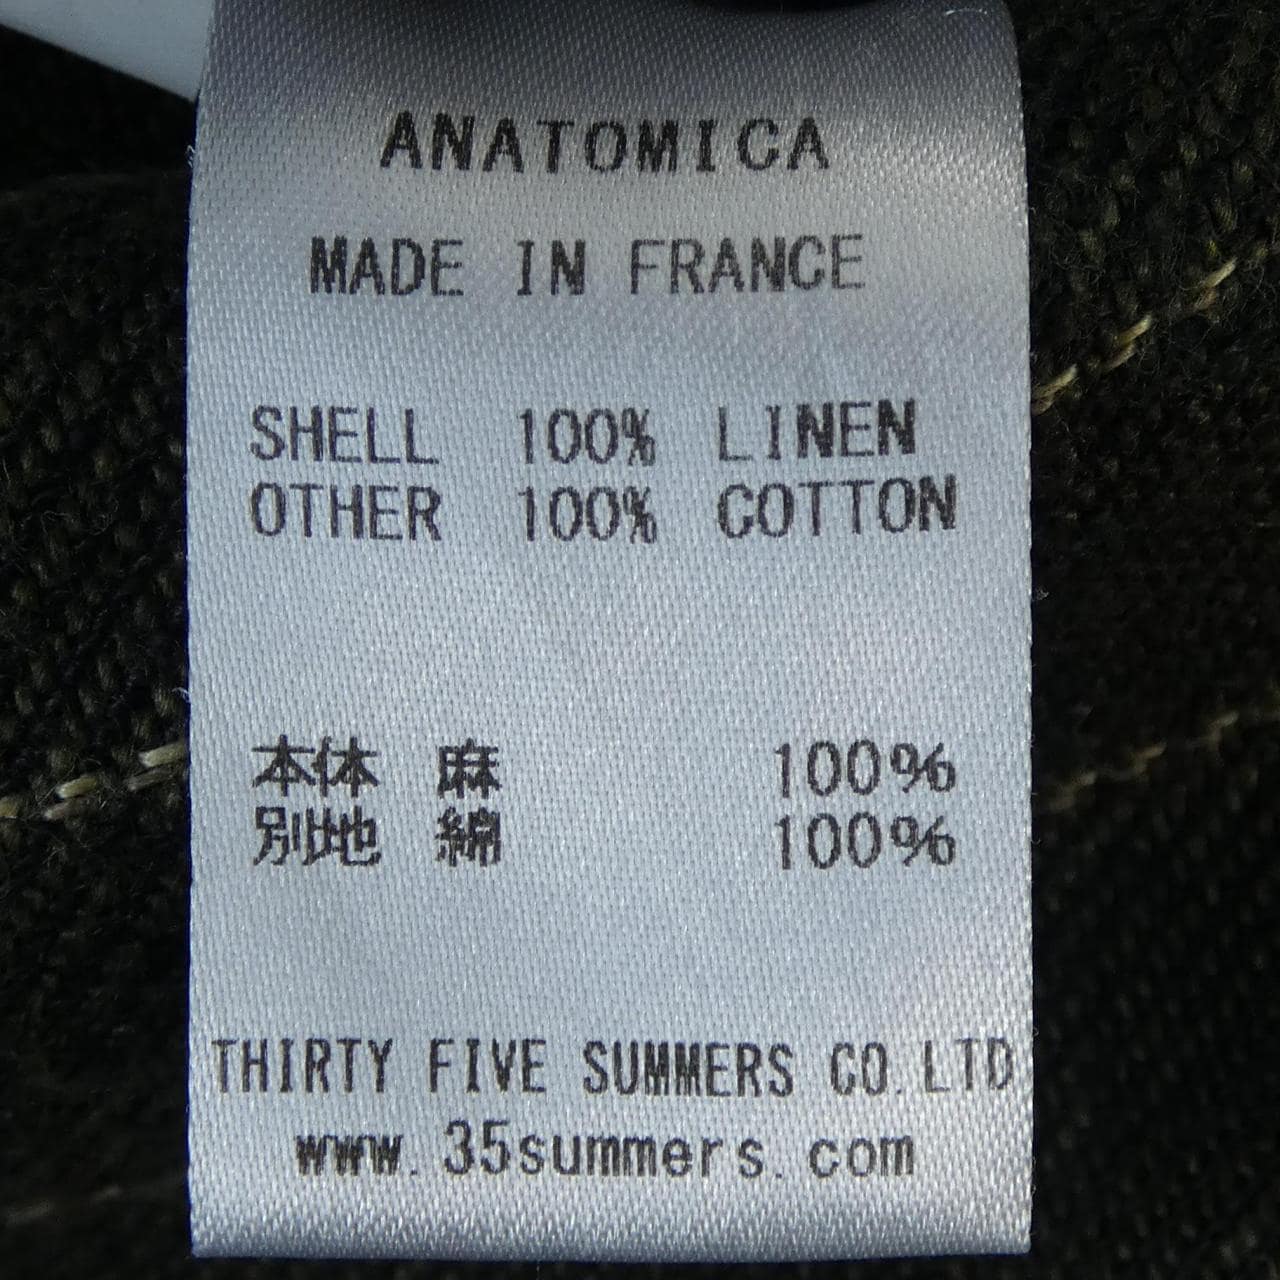 ANATOMICA
MADE IN FRANCE
SHELL 100% LINEN
OTHER 100% COTTON
本体 麻 100%
別地 綿 100%
THIRTY FIVE SUMMERS CO.LTD
www.35summers.com